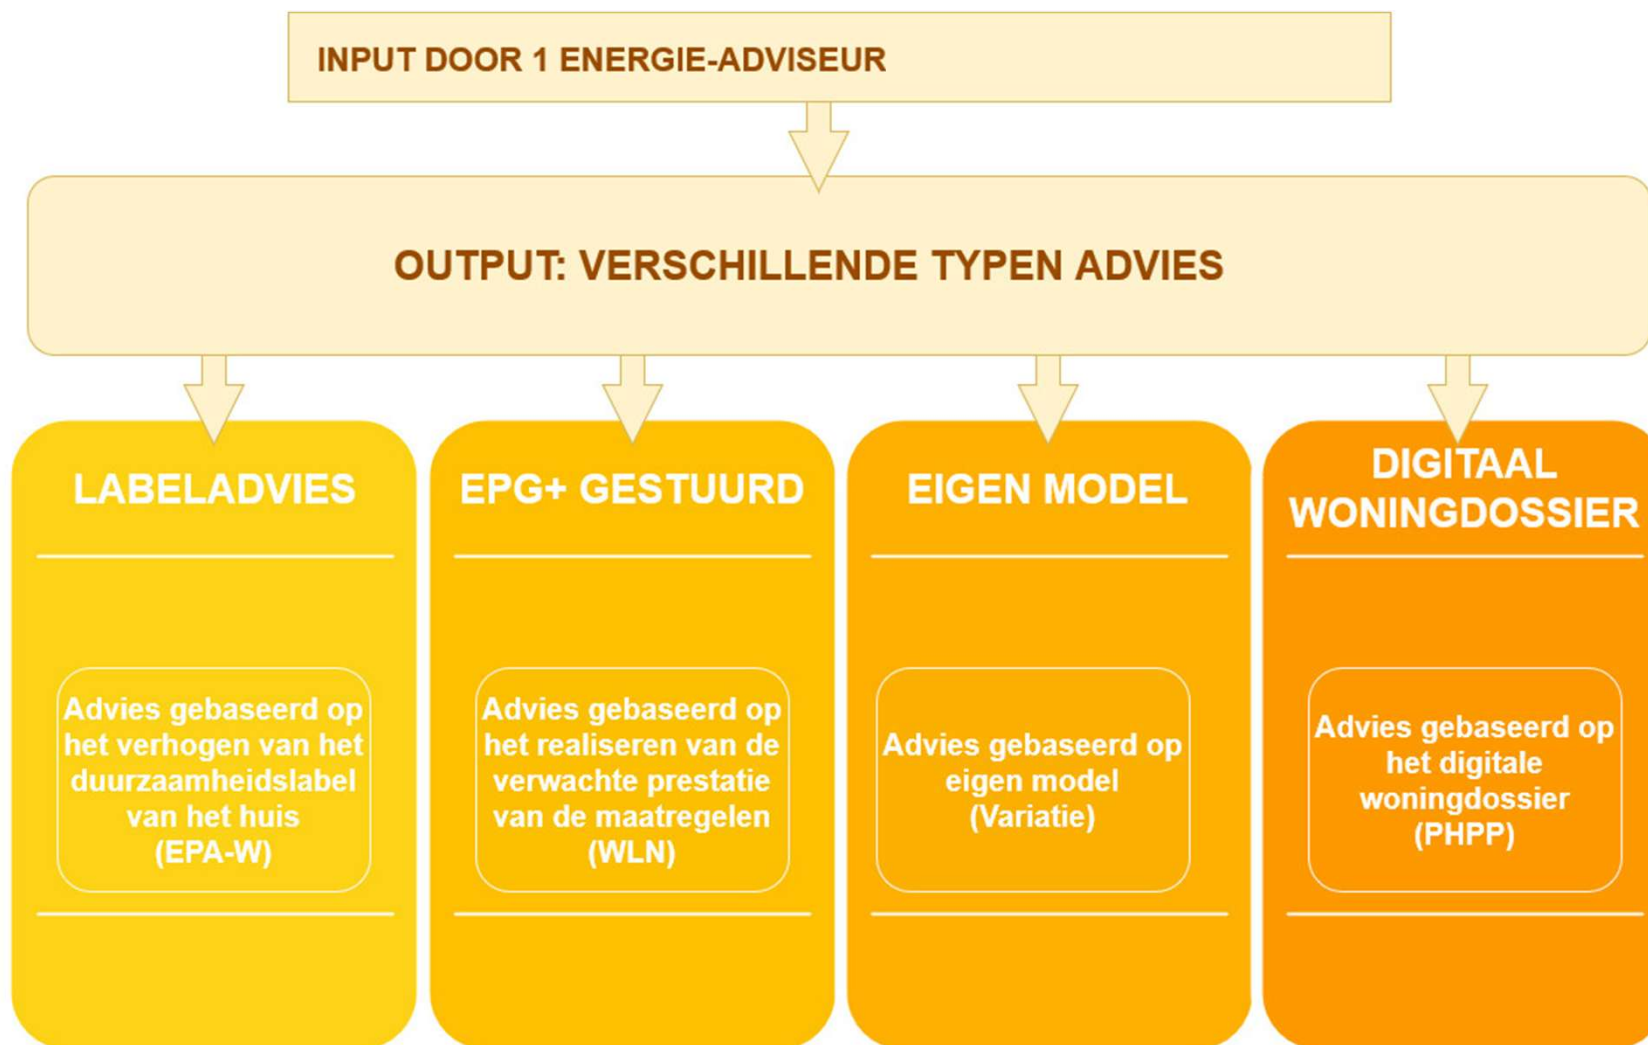 INPUT DOOR 1 ENERGIE-ADVISEUR
OUTPUT: VERSCHILLENDE TYPEN ADVIES
LABELADVIES
Advies gebaseerd op
het verhogen van het
duurzaamheidslabel
van het huis
(EPA-W)
EPG+ GESTUURD
Advies gebaseerd op
het realiseren van de
verwachte prestatie
van de maatregelen
(WLN)
EIGEN MODEL
Advies gebaseerd op
eigen model
(Variatie)
DIGITAAL
WONINGDOSSIER
Advies gebaseerd op
het digitale
woningdossier
(PHPP)